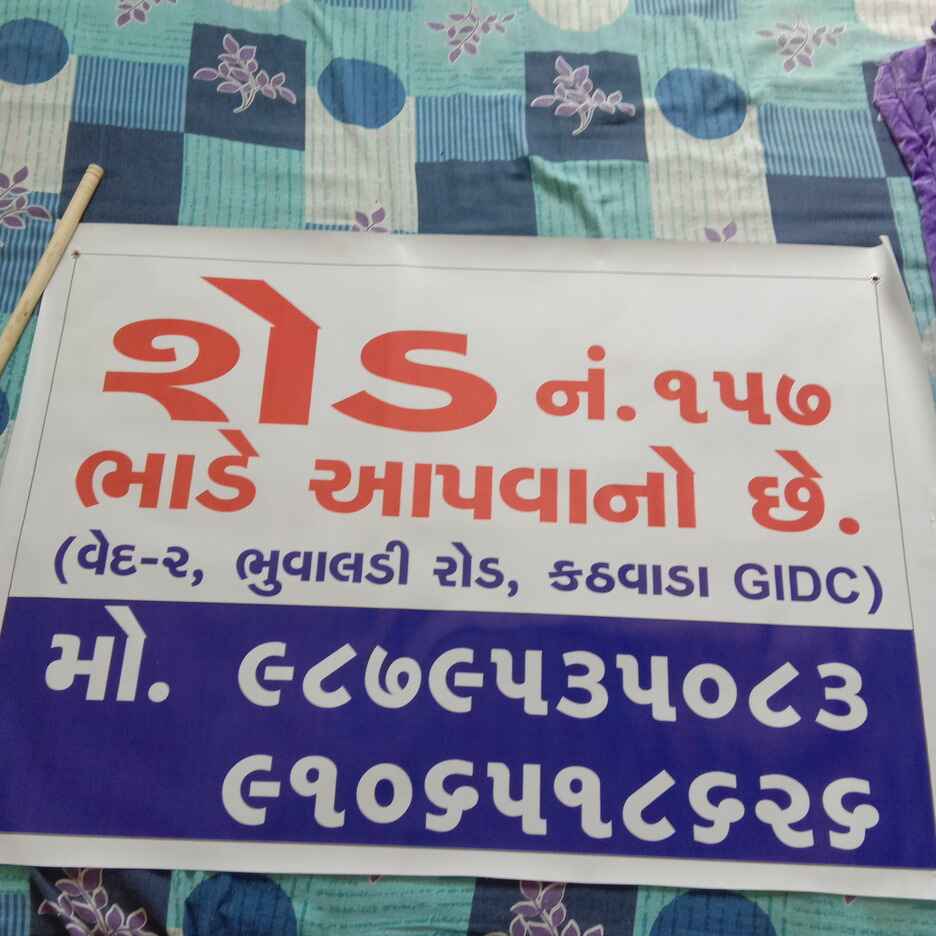 શેડ નં. ૧૫૭
ભાડે આપવાનો છે.
(વેદ-૨, ભુવાલડી રોડ, કઠવાડા GIDC)
મો. ૯૮૭૯૫૩૫૦૮૩
૯૧૦૬૫૧૮૬૨૬